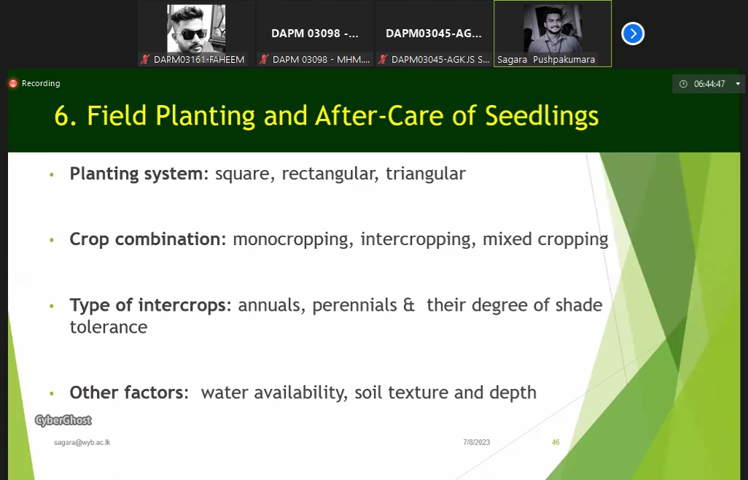 DAPM 03098 -...
DAPM03045-AG...
DAPM03161-FAHEEM
DAPM 03098 - MHM....
DAPM03045-AGKJS S...
Sagara Pushpakumara
Recording
06:44:47
6. Field Planting and After-Care of Seedlings
• Planting system: square, rectangular, triangular
• Crop combination: monocropping, intercropping, mixed cropping
• Type of intercrops: annuals, perennials & their degree of shade
tolerance
• Other factors: water availability, soil texture and depth
CyberGhost
sagara@wyb.ac.lk
7/8/2023
46